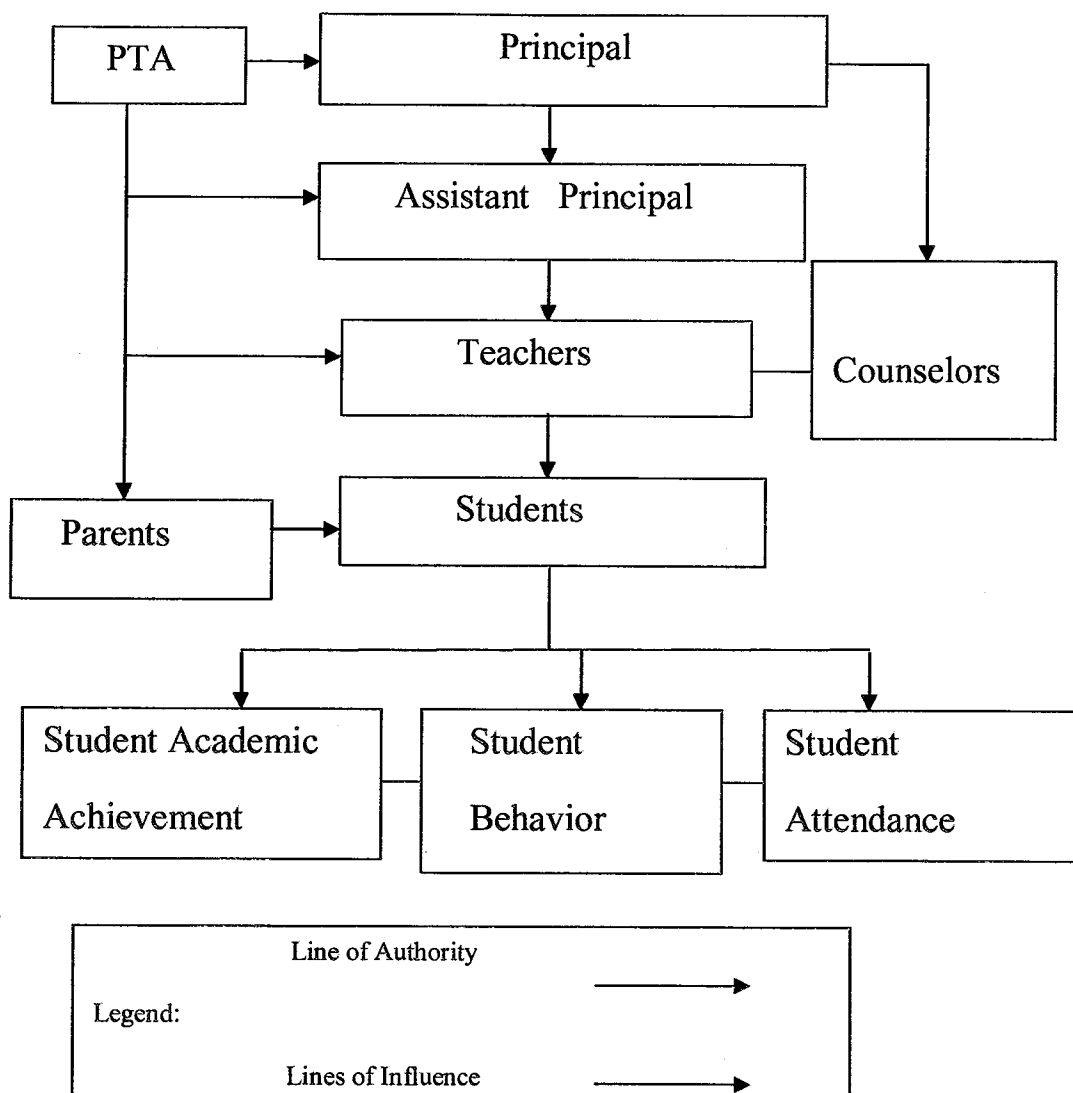 PTA
Principal
Assistant Principal
Teachers
Counselors
Students
Parents
Student Academic
Achievement
Student
Behavior
Student
Attendance
Line of Authority
Legend:
Lines of Influence